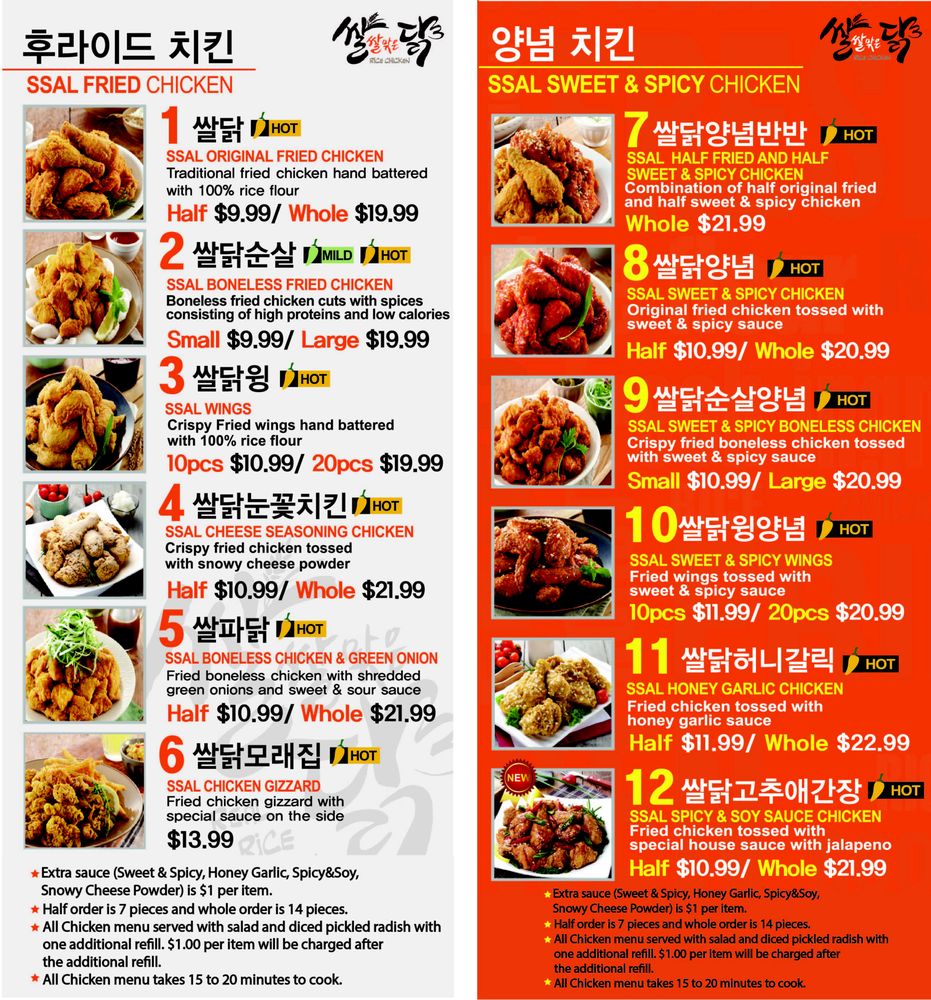 후라이드 치킨
쌀쌀맞은닭
RICE CHICKEN
SSAL FRIED CHICKEN
1 쌀닭 HOT
SSAL ORIGINAL FRIED CHICKEN
Traditional fried chicken hand battered
with 100% rice flour
Half $9.99/ Whole $19.99
2 쌀닭순살 MILD HOT
SSAL BONELESS FRIED CHICKEN
Boneless fried chicken cuts with spices
consisting of high proteins and low calories
Small $9.99/ Large $19.99
3 쌀닭윙 HOT
SSAL WINGS
Crispy Fried wings hand battered
with 100% rice flour
10pcs $10.99/ 20pcs $19.99
4 쌀닭눈꽃치킨 HOT
SSAL CHEESE SEASONING CHICKEN
Crispy fried chicken tossed
with snowy cheese powder
Half $10.99/ Whole $21.99
5 쌀파닭 HOT
SSAL BONELESS CHICKEN & GREEN ONION
Fried boneless chicken with shredded
green onions and sweet & sour sauce
Half $10.99/ Whole $21.99
6 쌀닭모래집 HOT
SSAL CHICKEN GIZZARD
Fried chicken gizzard with
special sauce on the side
$13.99
RICE
★ Extra sauce (Sweet & Spicy, Honey Garlic, Spicy&Soy,
Snowy Cheese Powder) is $1 per item.
★ Half order is 7 pieces and whole order is 14 pieces.
★ All Chicken menu served with salad and diced pickled radish with
one additional refill. $1.00 per item will be charged after
the additional refill.
★ All Chicken menu takes 15 to 20 minutes to cook.
양념 치킨
쌀쌀맞은닭
RICE CHICKEN
SSAL SWEET & SPICY CHICKEN
7 쌀닭양념반반 HOT
SSAL HALF FRIED AND HALF
SWEET & SPICY CHICKEN
Combination of half original fried
and half sweet & spicy chicken
Whole $21.99
8 쌀닭양념 HOT
SSAL SWEET & SPICY CHICKEN
Original fried chicken tossed with
sweet & spicy sauce
Half $10.99/ Whole $20.99
9 쌀닭순살양념 HOT
SSAL SWEET & SPICY BONELESS CHICKEN
Crispy fried boneless chicken tossed
with sweet & spicy sauce
Small $10.99/ Large $20.99
10 쌀닭윙양념 HOT
SSAL SWEET & SPICY WINGS
Fried wings tossed with
sweet & spicy sauce
10pcs $11.99/ 20pcs $20.99
11 쌀닭허니갈릭 HOT
SSAL HONEY GARLIC CHICKEN
Fried chicken tossed with
honey garlic sauce
Half $11.99/ Whole $22.99
NEW
12 쌀닭고추애간장 HOT
SSAL SPICY & SOY SAUCE CHICKEN
Fried chicken tossed with
special house sauce with jalapeno
Half $10.99/ Whole $21.99
★ Extra sauce (Sweet & Spicy, Honey Garlic, Spicy&Soy,
Snowy Cheese Powder) is $1 per item.
★ Half order is 7 pieces and whole order is 14 pieces.
★ All Chicken menu served with salad and diced pickled radish with
one additional refill. $1.00 per item will be charged after
the additional refill.
★ All Chicken menu takes 15 to 20 minutes to cook.